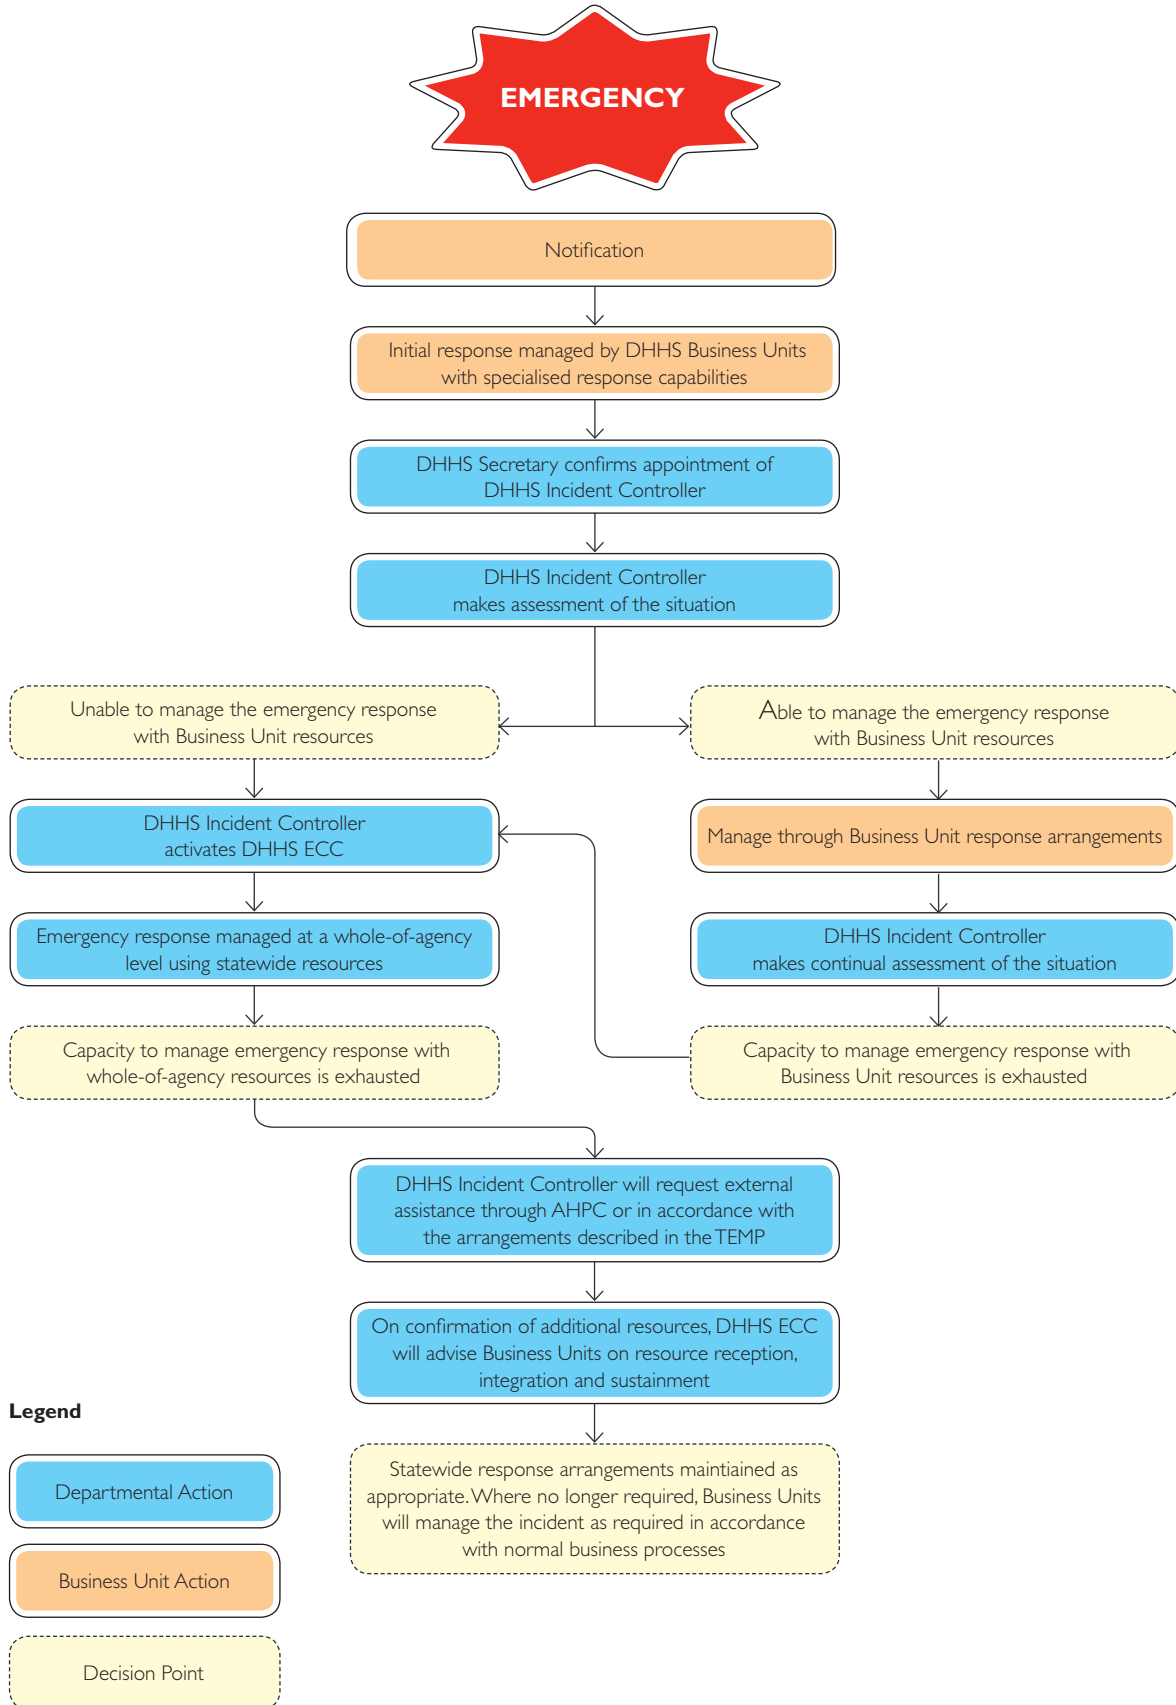 EMERGENCY
Notification
Initial response managed by DHHS Business Units
with specialised response capabilities
DHHS Secretary confirms appointment of
DHHS Incident Controller
DHHS Incident Controller
makes assessment of the situation
Unable to manage the emergency response
with Business Unit resources
Able to manage the emergency response
with Business Unit resources
DHHS Incident Controller
activates DHHS ECC
Manage through Business Unit response arrangements
Emergency response managed at a whole-of-agency
level using statewide resources
DHHS Incident Controller
makes continual assessment of the situation
Capacity to manage emergency response with
whole-of-agency resources is exhausted
Capacity to manage emergency response with
Business Unit resources is exhausted
DHHS Incident Controller will request external
assistance through AHPC or in accordance with
the arrangements described in the TEMP
On confirmation of additional resources, DHHS ECC
will advise Business Units on resource reception,
integration and sustainment
Statewide response arrangements maintiained as
appropriate. Where no longer required, Business Units
will manage the incident as required in accordance
with normal business processes
Legend
Departmental Action
Business Unit Action
Decision Point